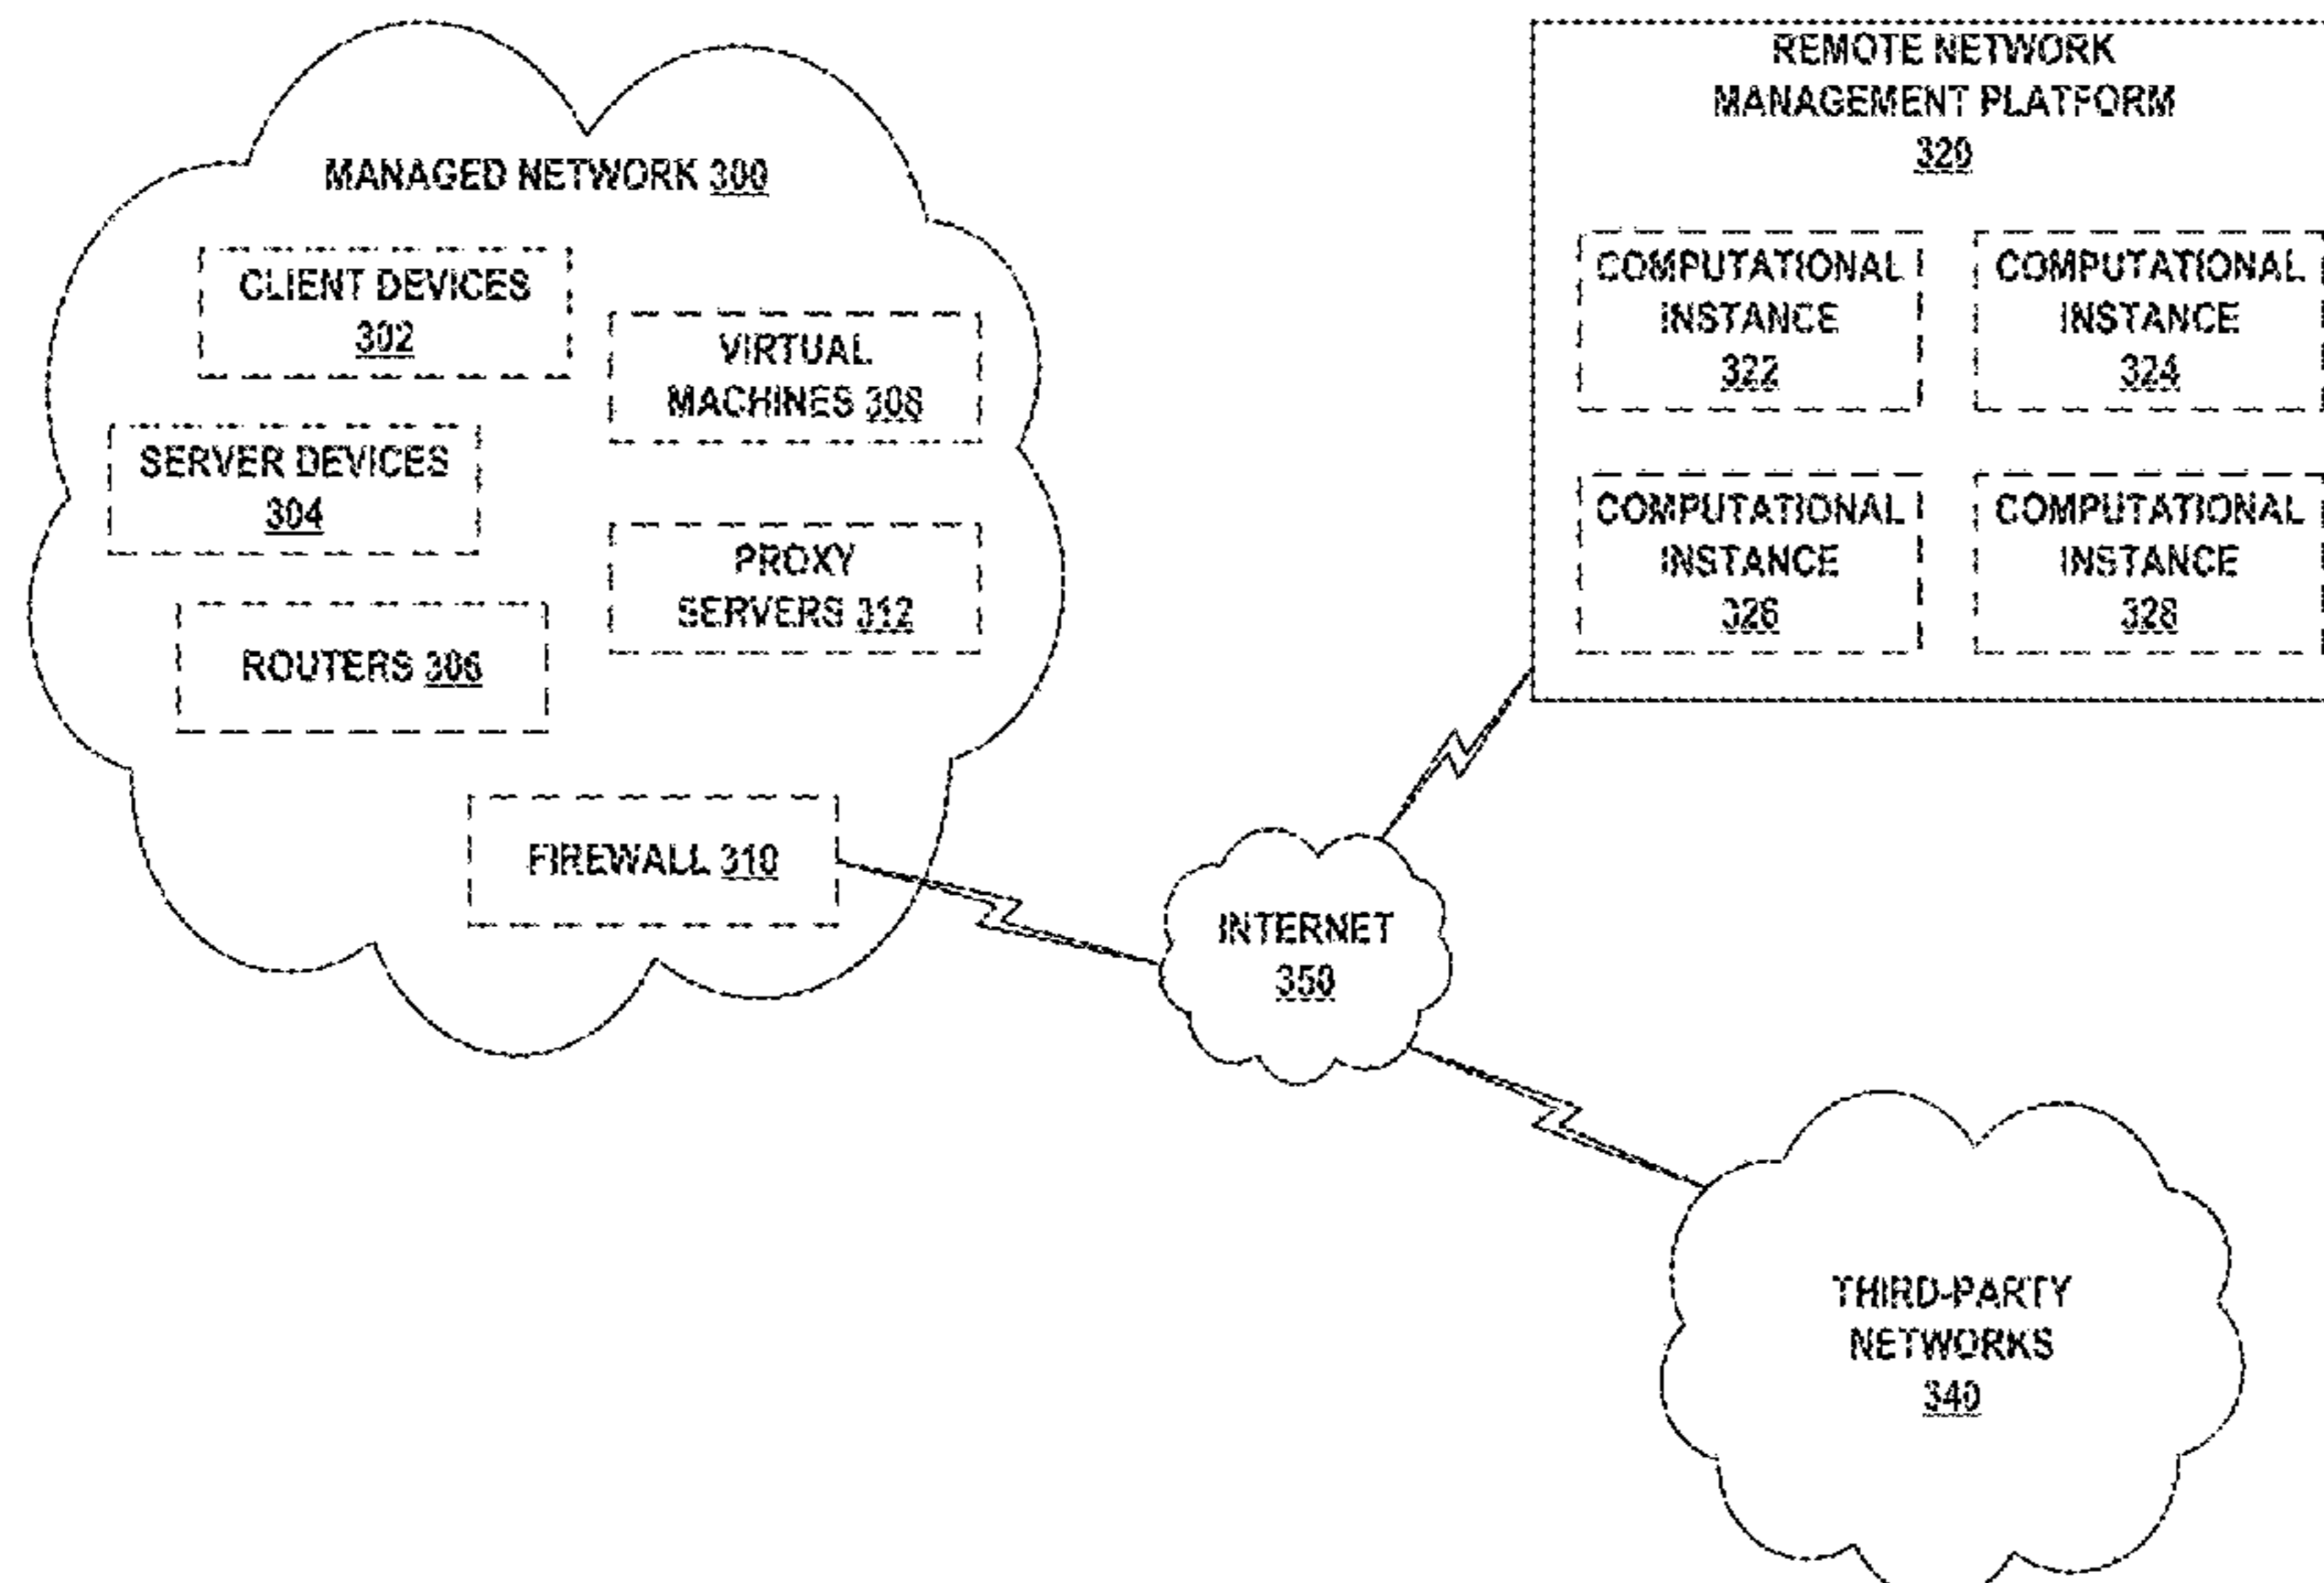 MANAGED NETWORK 300
CLIENT DEVICES
302
VIRTUAL
MACHINES 308
SERVER DEVICES
304
PROXY
SERVERS 312
ROUTERS 306
FIREWALL 310
REMOTE NETWORK
MANAGEMENT PLATFORM
320
COMPUTATIONAL
INSTANCE
322
COMPUTATIONAL
INSTANCE
324
COMPUTATIONAL
INSTANCE
326
COMPUTATIONAL
INSTANCE
328
INTERNET
350
THIRD-PARTY
NETWORKS
340